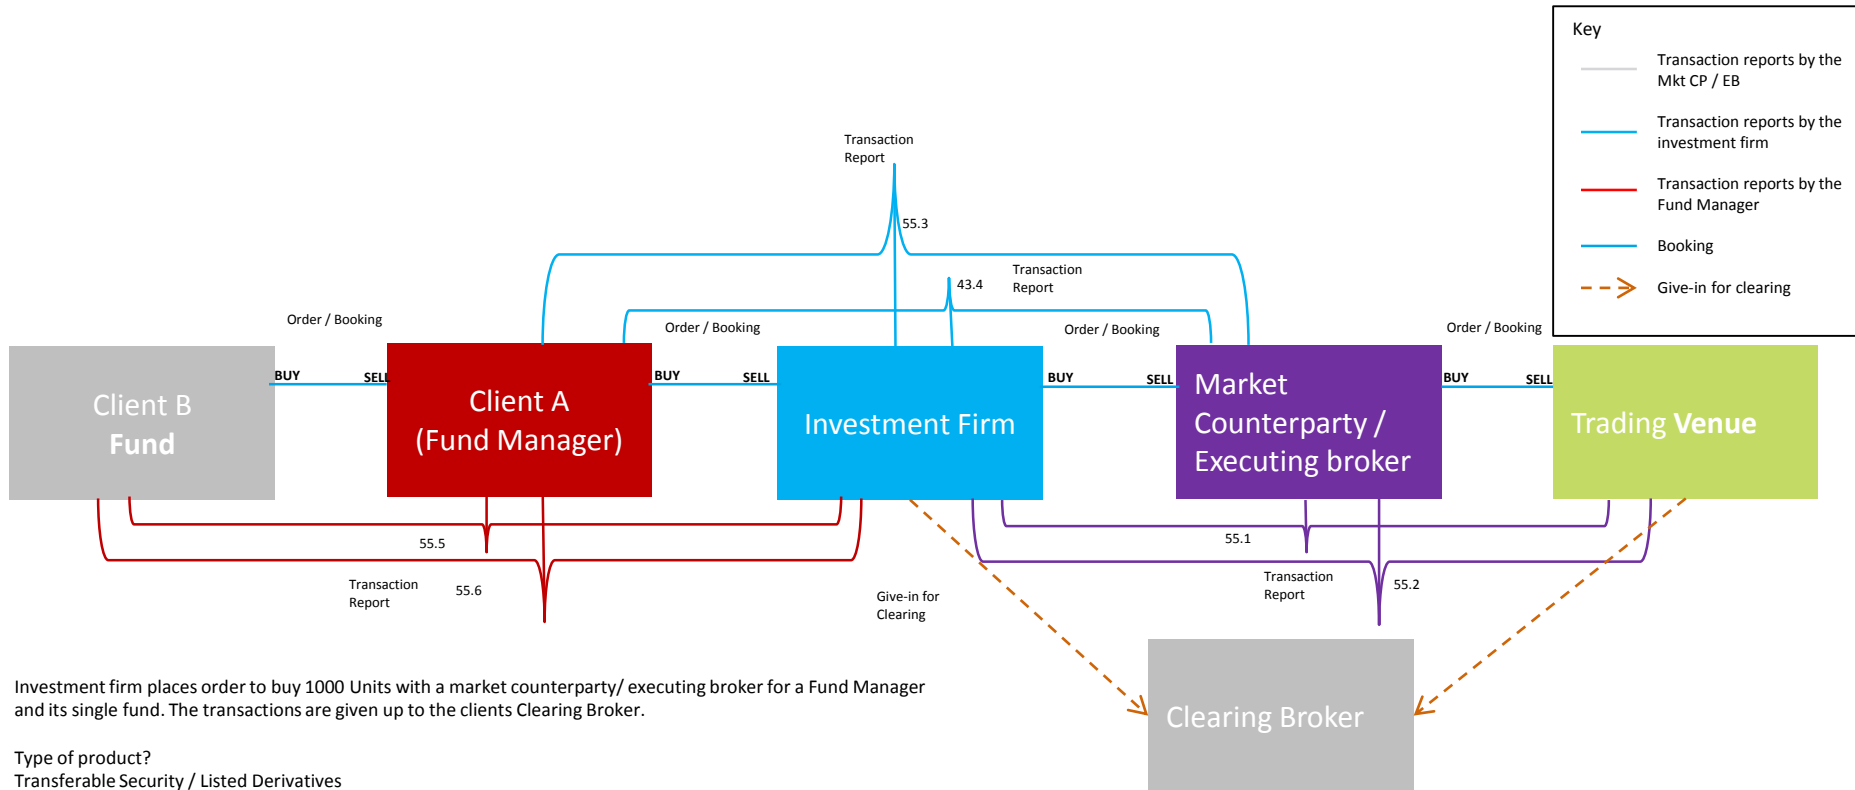 Key
Transaction reports by the
Mkt CP / EB
Transaction reports by the
investment firm
Transaction reports by the
Fund Manager
Booking
Give-in for clearing
Transaction
Report
55.3
Transaction
Report
43.4
Order / Booking
Order / Booking
Order / Booking
Order / Booking
BUY
SELL
BUY
SELL
BUY
SELL
BUY
SELL
Client B
Fund
Client A
(Fund Manager)
Investment Firm
Market
Counterparty /
Executing broker
Trading Venue
55.5
55.1
Transaction
Report
55.6
Give-in for
Clearing
Transaction
Report
55.2
Clearing Broker
Investment firm places order to buy 1000 Units with a market counterparty/ executing broker for a Fund Manager
and its single fund. The transactions are given up to the clients Clearing Broker.
Type of product?
Transferable Security / Listed Derivatives